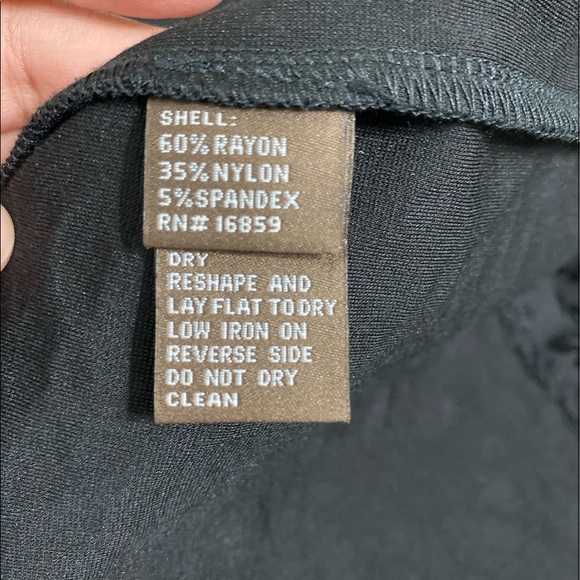 SHELL:
60% RAYON
35% NYLON
5% SPANDEX
RN# 16859
DRY
RESHAPE AND
LAY FLAT TO DRY
LOW IRON ON
REVERSE SIDE
DO NOT DRY
CLEAN